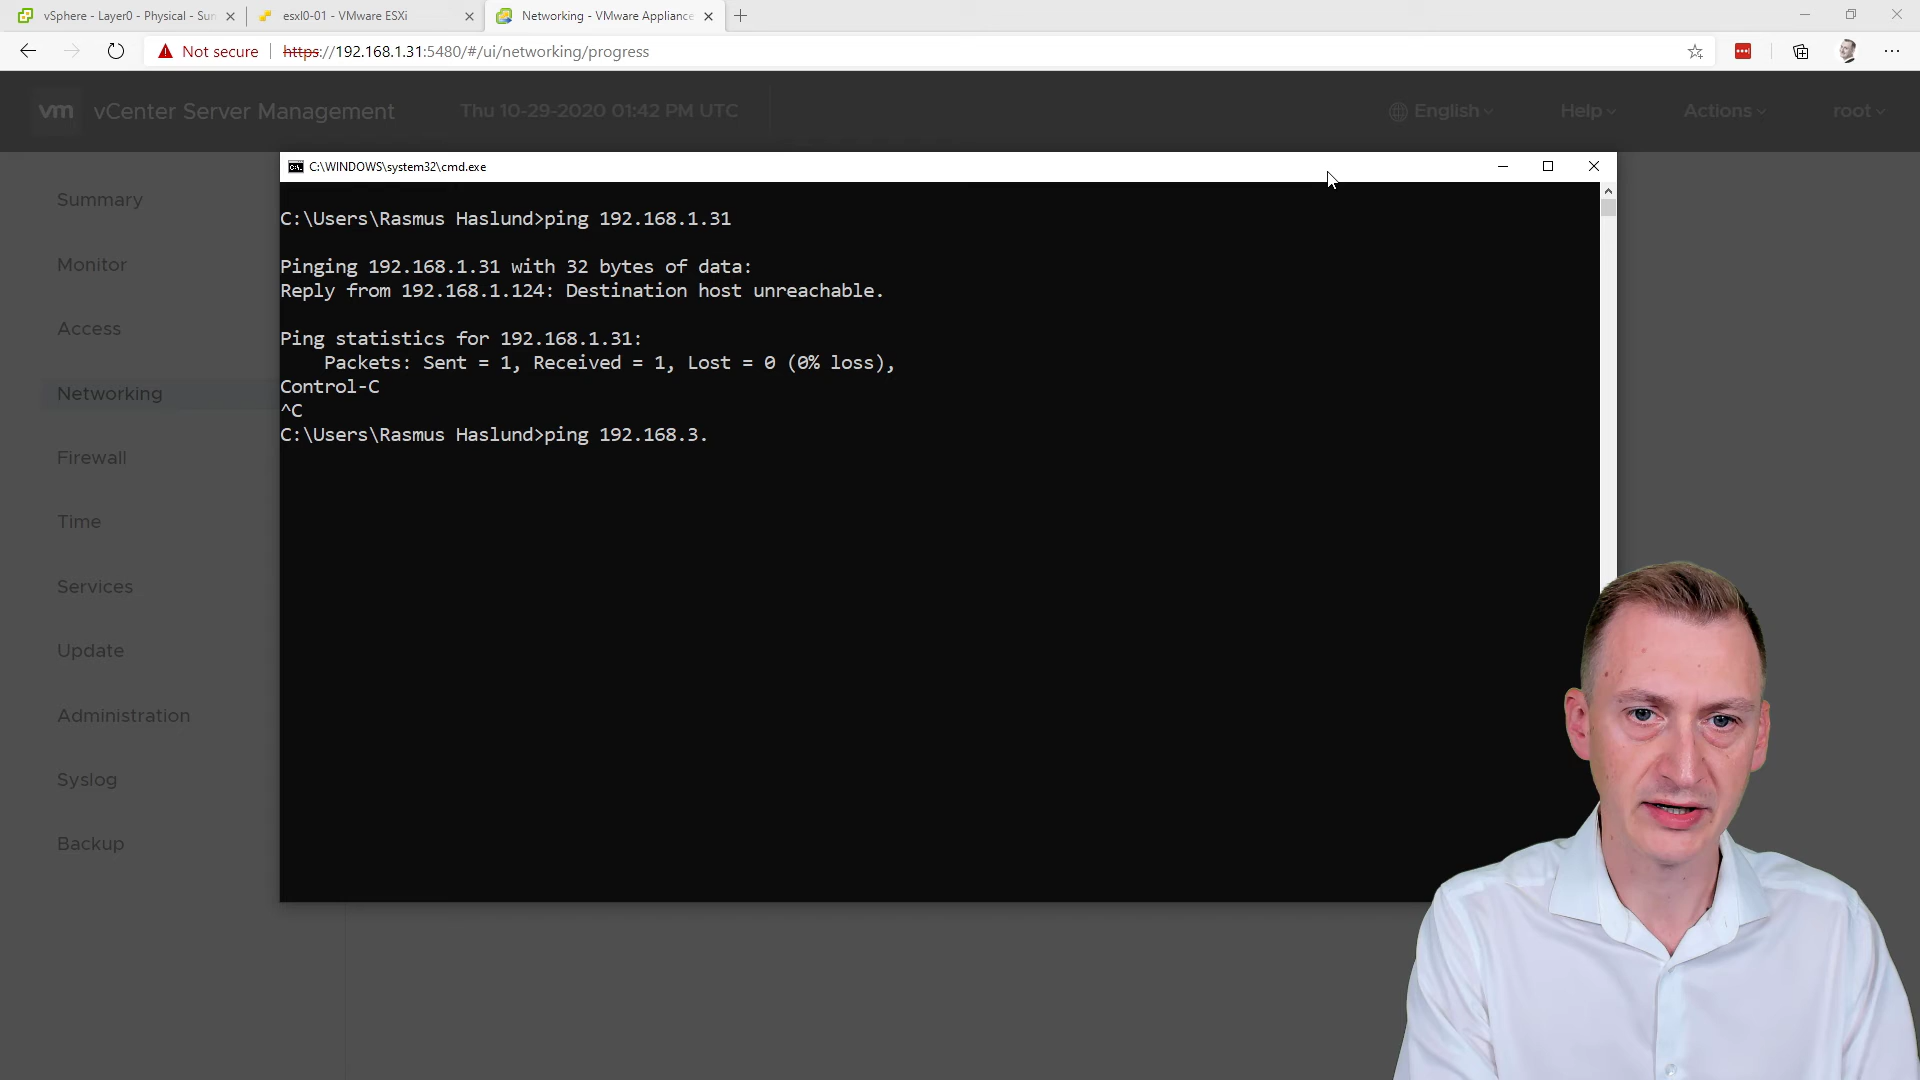 vSphere - Layer0 - Physical - Sum
esxl0-01 - VMware ESXi
Networking - VMware Appliance
Not secure
https://192.168.1.31:5480/#/ui/networking/progress
vm
vCenter Server Management
Thu 10-29-2020 01:42 PM UTC
English
Help
Actions
root
C:\WINDOWS\system32\cmd.exe
Summary
Monitor
Access
Networking
Firewall
Time
Services
Update
Administration
Syslog
Backup
C:\Users\Rasmus Haslund>ping 192.168.1.31
Pinging 192.168.1.31 with 32 bytes of data:
Reply from 192.168.1.124: Destination host unreachable.
Ping statistics for 192.168.1.31:
Packets: Sent = 1, Received = 1, Lost = 0 (0% loss),
Control-C
^C
C:\Users\Rasmus Haslund>ping 192.168.3.